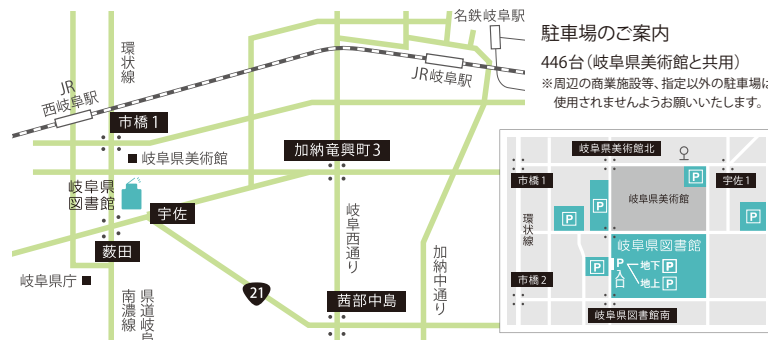 名鉄岐阜駅
環状線
JR
西岐阜駅
JR岐阜駅
市橋1
岐阜県美術館
加納竜興町3
岐阜県
図書館
宇佐
薮田
岐阜県庁
県道岐阜
南濃線
21
岐阜西通り
加納中通り
茜部中島
駐車場のご案内
446台（岐阜県美術館と共用）
※周辺の商業施設等、指定以外の駐車場は
使用されませんようお願いいたします。
岐阜県美術館北
市橋1
宇佐1
P
岐阜県美術館
P
P
P
環状線
岐阜県図書館
P
P入口
地下P
地上P
市橋2
岐阜県図書館南